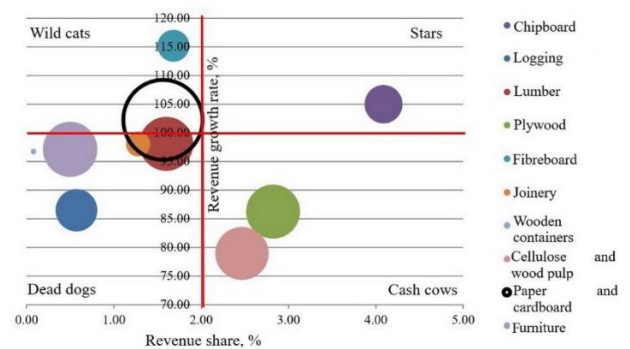 120.00
Wild cats
Stars
115.00
110.00
105.00
100.00
95.00
90.00
85.00
80.00
75.00
Dead dogs
Cash cows
70.00
0.00 1.00 2.00 3.00 4.00 5.00
Revenue share, %
Revenue growth rate, %
Chipboard
Logging
Lumber
Plywood
Fibreboard
Joinery
Wooden
containers
Cellulose and
wood pulp
Paper and
cardboard
Furniture